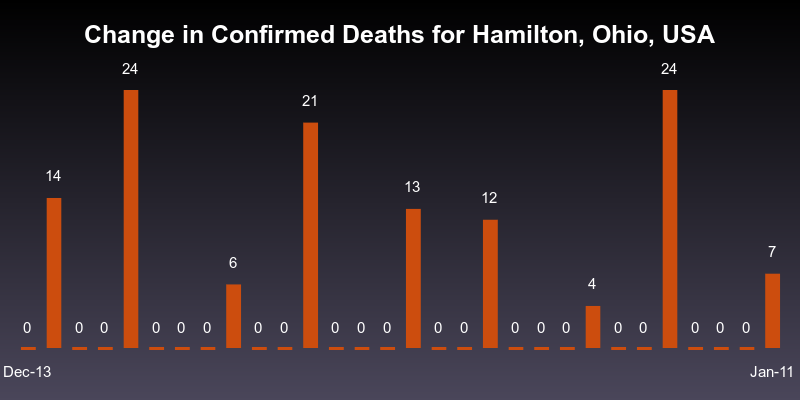 Change in Confirmed Deaths for Hamilton, Ohio, USA
0 14 0 0 24 0 0 0 6 0 0 21 0 0 0 13 0 0 12 0 0 0 4 0 0 24 0 0 0 7
Dec-13 Jan-11